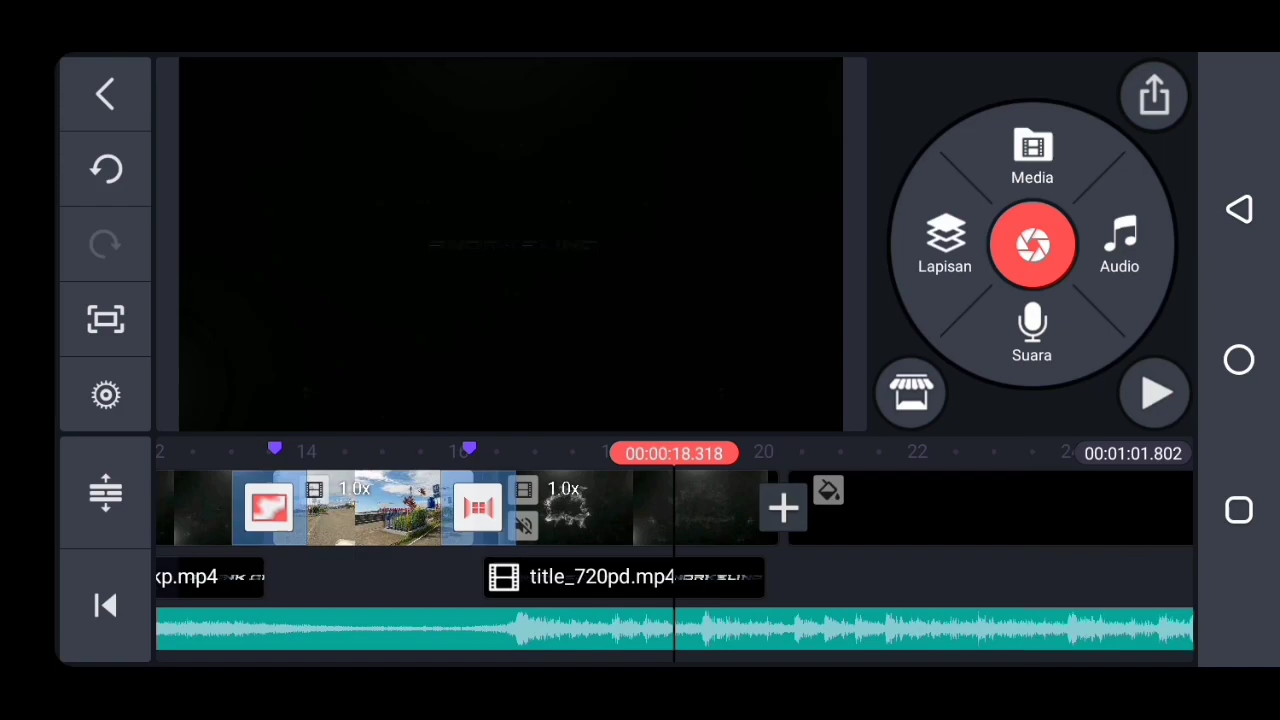 Media
Lapisan
Audio
Suara
14
16
00:00:18.318
20
22
00:01:01.802
1.0x
1.0x
kp.mp4
title_720pd.mp4